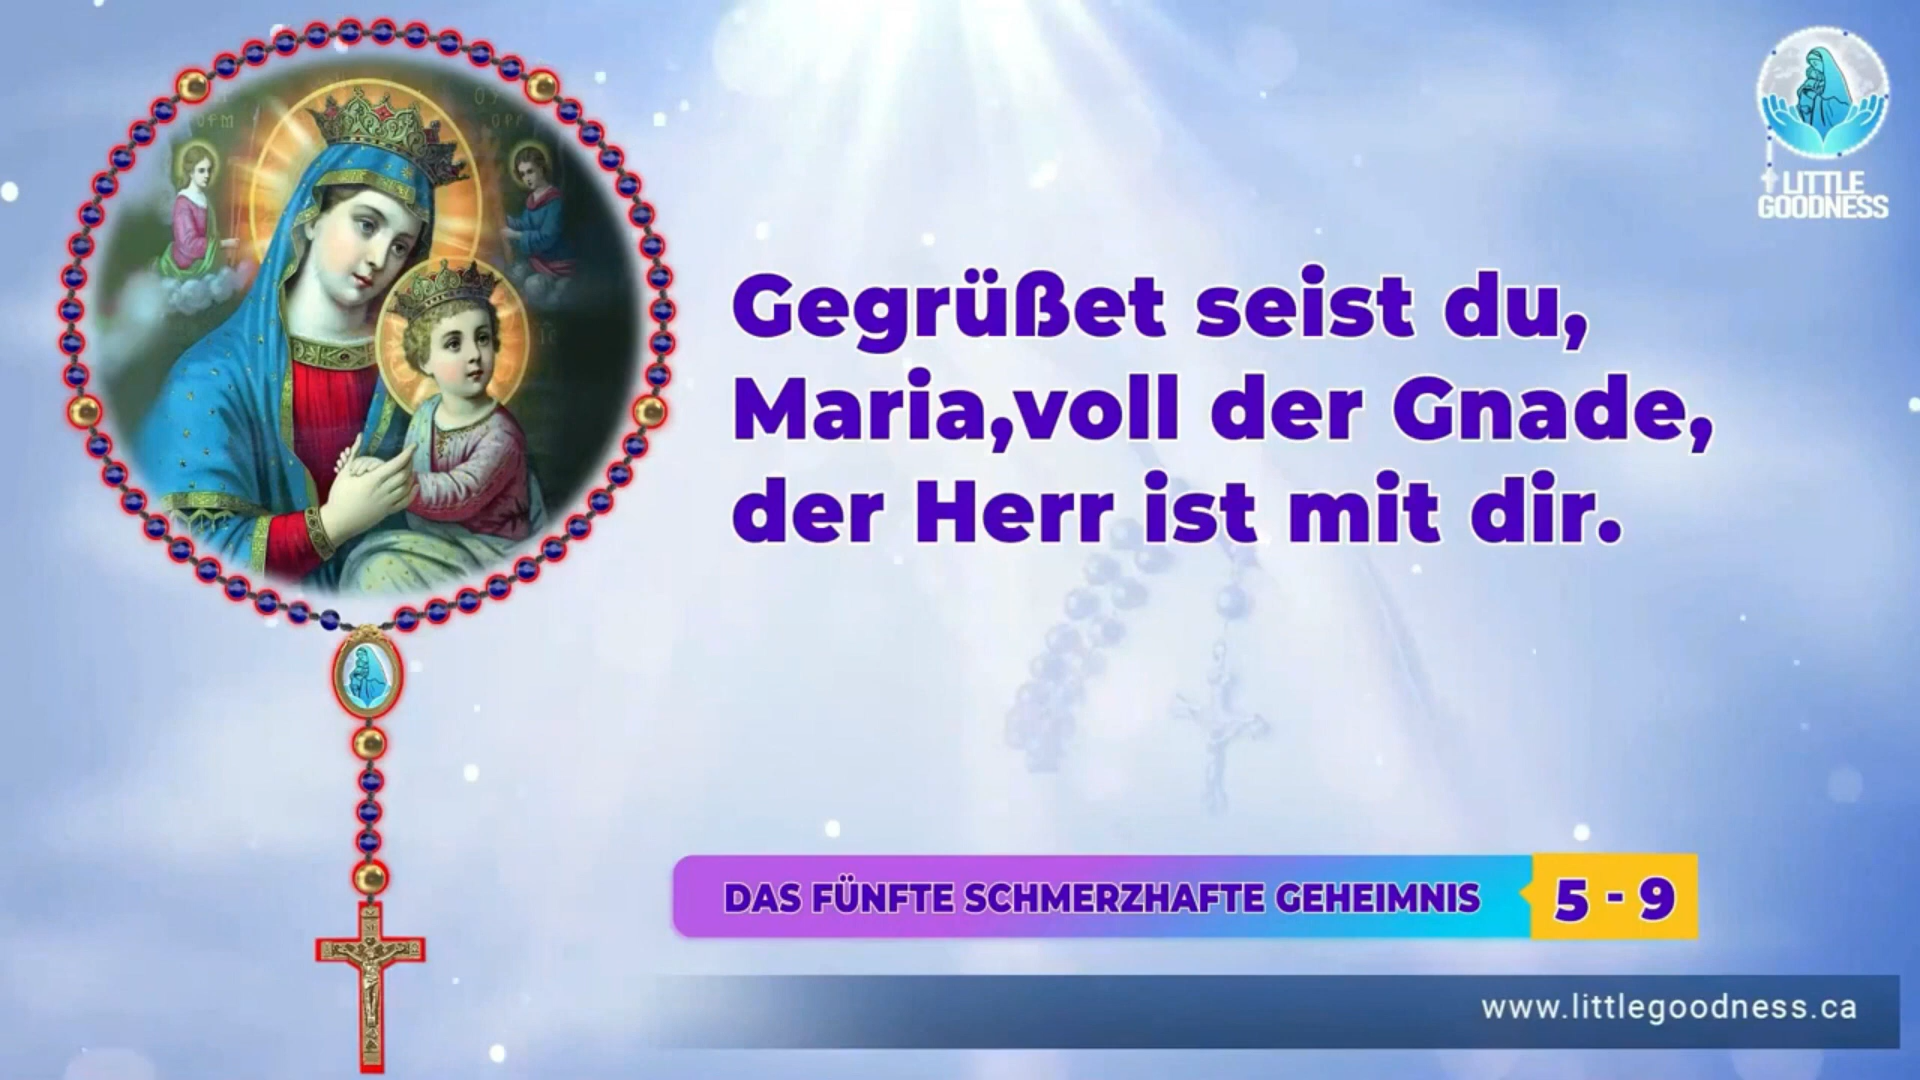 LITTLE
GOODNESS
Gegrüßet seist du,
Maria,voll der Gnade,
der Herr ist mit dir.
DAS FÜNFTE SCHMERZHAFTE GEHEIMNIS 5 - 9
www.littlegoodness.ca